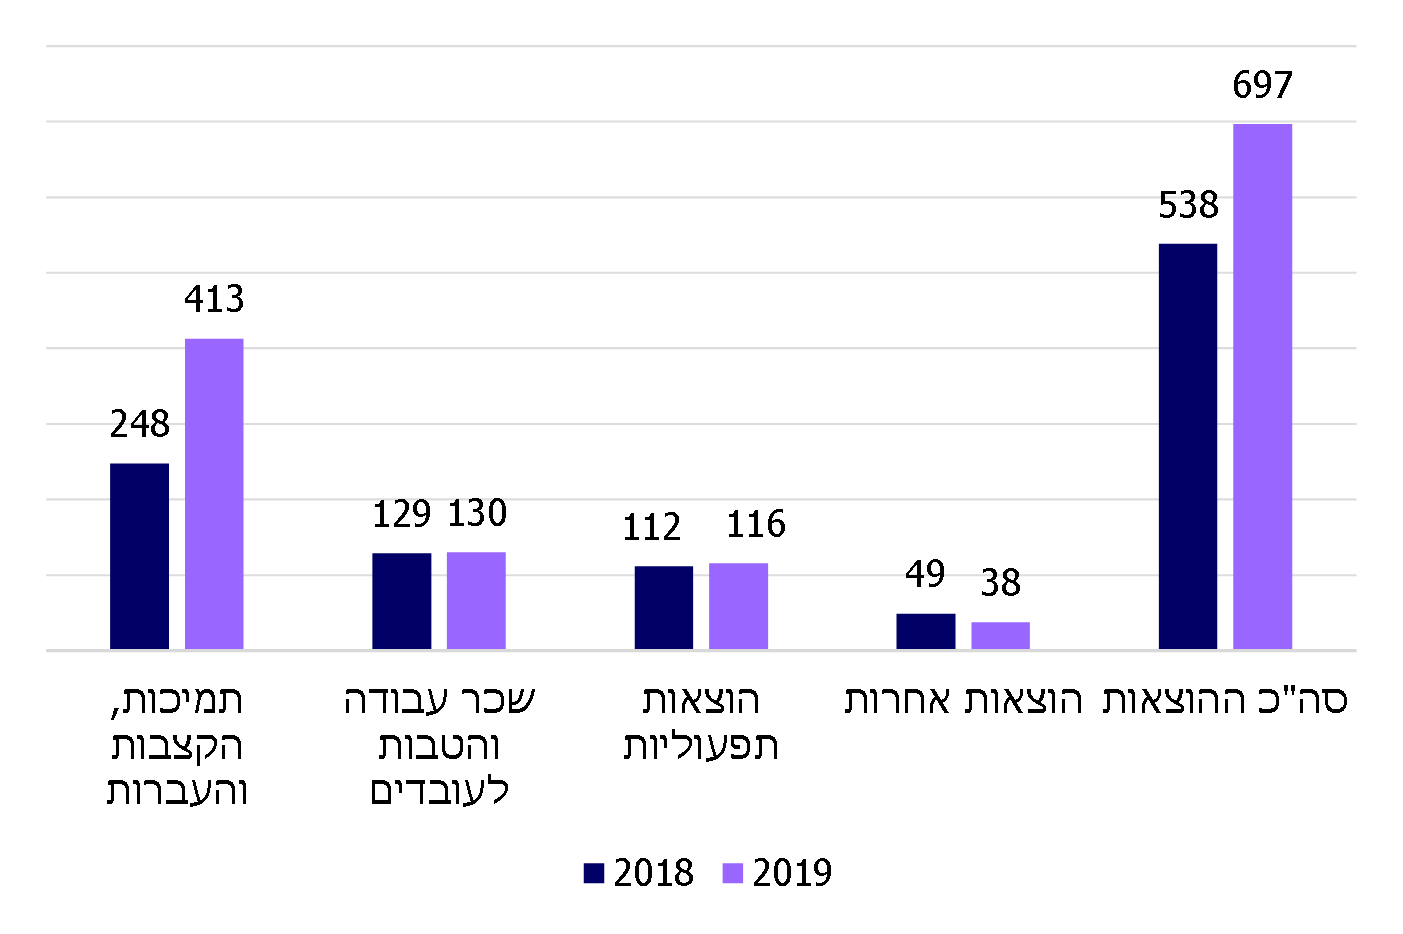 697
538
413
248
129
130
112
116
49
38
תמיכות,
הקצבות
והעברות
שכר עבודה
והטבות
לעובדים
הוצאות
תפעוליות
הוצאות אחרות
סה"כ ההוצאות
2018
2019